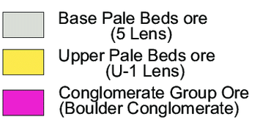 Base Pale Beds ore
(5 Lens)
Upper Pale Beds ore
(U-1 Lens)
Conglomerate Group Ore
(Boulder Conglomerate)